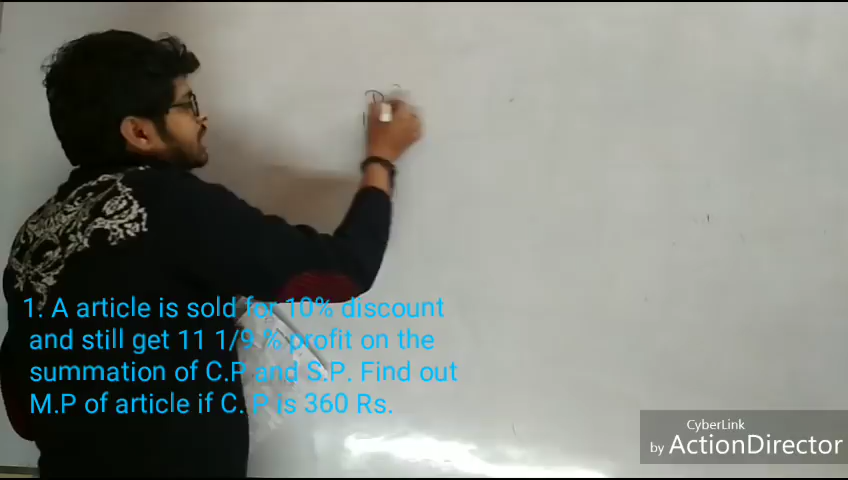 1. A article is sold for 10% discount
and still get 11 1/9 % profit on the
summation of C.P and S.P. Find out
M.P of article if C. P is 360 Rs.
CyberLink
by ActionDirector